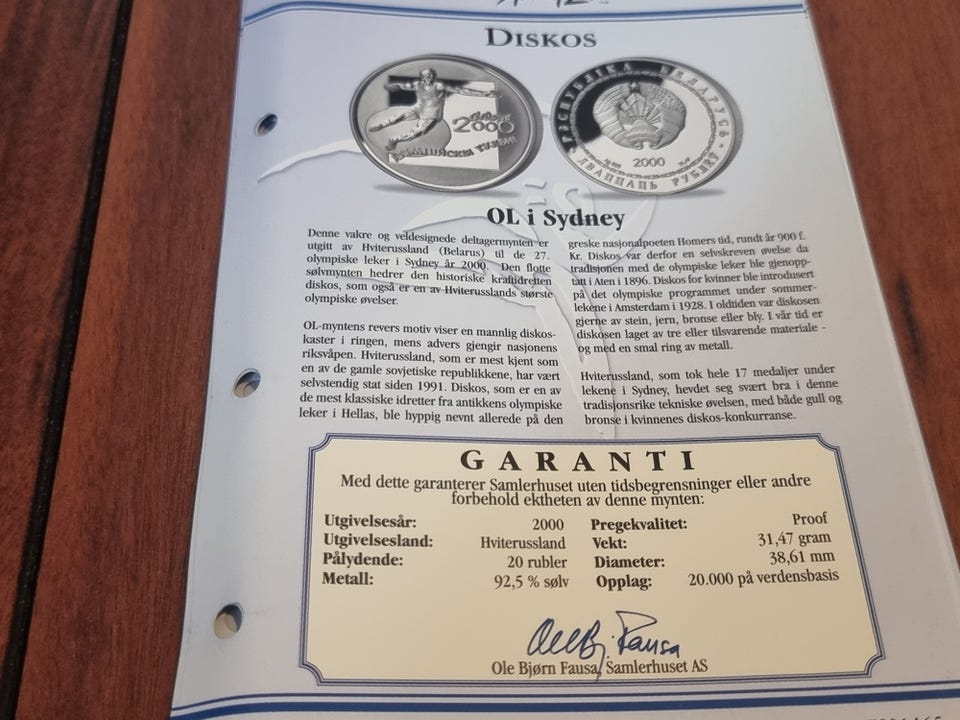 DISKOS
2000
РЭСПУБЛІКА БЕЛАРУСЬ
2000
ДВАЦЦАЦЬ РУБЛЁЎ
OL i Sydney
Denne vakre og veldesignede deltagermynten er
utgitt av Hviterussland (Belarus) til de 27.
olympiske leker i Sydney år 2000. Den flotte
sølvmynten hedrer den historiske kraftidretten
diskos, som også er en av Hviterusslands største
olympiske øvelser.
OL-myntens revers motiv viser en mannlig diskos-
kaster i ringen, mens advers gjengir nasjonens
riksvåpen. Hviterussland, som er mest kjent som
en av de gamle sovjetiske republikkene, har vært
selvstendig stat siden 1991. Diskos, som er en av
de mest klassiske idretter fra antikkens olympiske
leker i Hellas, ble hyppig nevnt allerede på den
greske nasjonalpoeten Homers tid, rundt år 900 f.
Kr. Diskos var derfor en selvskreven øvelse da
tradisjonen med de olympiske leker ble gjenopp-
tatt i Aten i 1896. Diskos for kvinner ble introdusert
på det olympiske programmet under sommer-
lekene i Amsterdam i 1928. I oldtiden var diskosen
gjerne av stein, jern, bronse eller bly. I vår tid er
diskosen laget av tre eller tilsvarende materiale -
og med en smal ring av metall.
Hviterussland, som tok hele 17 medaljer under
lekene i Sydney, hevdet seg svært bra i denne
tradisjonsrike tekniske øvelsen, med både gull og
bronse i kvinnenes diskos-konkurranse.
GARANTI
Med dette garanterer Samlerhuset uten tidsbegrensninger eller andre
forbehold ektheten av denne mynten:
Utgivelsesår: 2000
Utgivelsesland: Hviterussland
Pålydende: 20 rubler
Metall: 92,5 % sølv
Pregekvalitet: Proof
Vekt: 31,47 gram
Diameter: 38,61 mm
Opplag: 20.000 på verdensbasis
Ole Bj. Fausa
Ole Bjørn Fausa, Samlerhuset AS